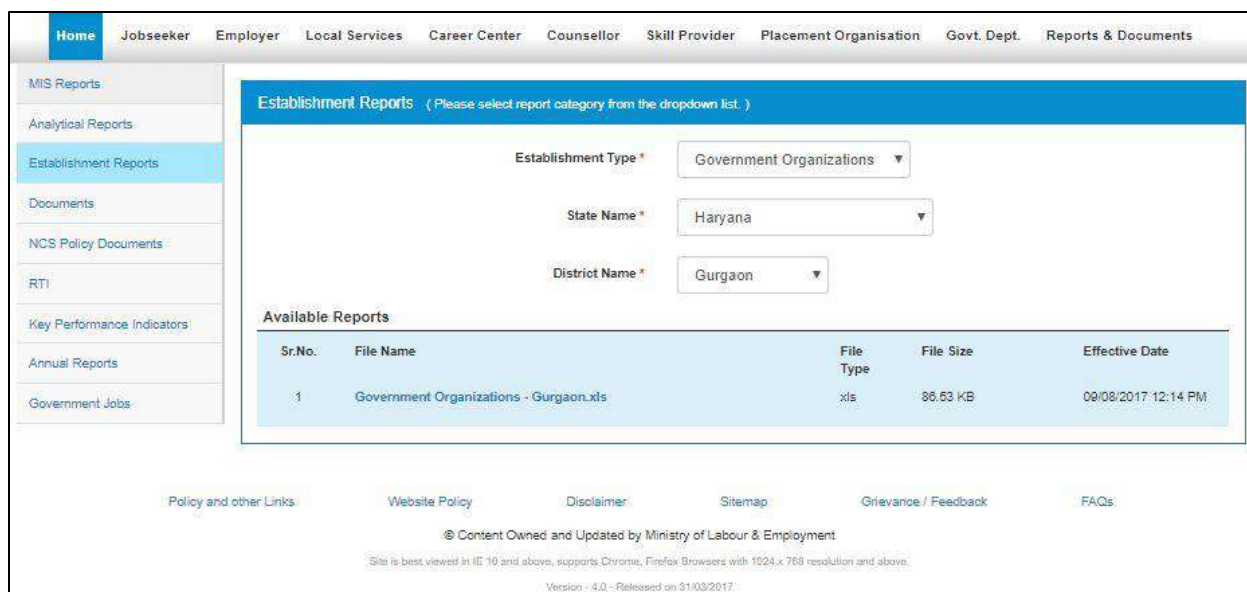 Home Jobseeker Employer Local Services Career Center Counsellor Skill Provider Placement Organisation Govt. Dept. Reports & Documents
MIS Reports
Analytical Reports
Establishment Reports
Documents
NCS Policy Documents
RTI
Key Performance Indicators
Annual Reports
Government Jobs
Establishment Reports ( Please select report category from the dropdown list. )
Establishment Type * Government Organizations
State Name * Haryana
District Name * Gurgaon
Available Reports
Sr.No. File Name File Type File Size Effective Date
1 Government Organizations - Gurgaon.xls xls 86.53 KB 09/08/2017 12:14 PM
Policy and other Links Website Policy Disclaimer Sitemap Grievance / Feedback FAQs
© Content Owned and Updated by Ministry of Labour & Employment
Site is best viewed in IE 10 and above, supports Chrome, Firefox Browsers with 1024 x 768 resolution and above.
Version - 4.0 - Released on 31/03/2017